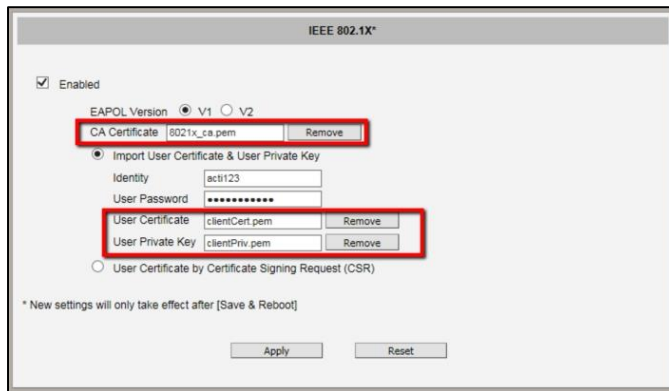 IEEE 802.1X*
Enabled
EAPOL Version V1 V2
CA Certificate 8021x_ca.pem Remove
Import User Certificate & User Private Key
Identity acti123
User Password •••••••••••
User Certificate clientCert.pem Remove
User Private Key clientPriv.pem Remove
User Certificate by Certificate Signing Request (CSR)
* New settings will only take effect after [Save & Reboot]
Apply Reset